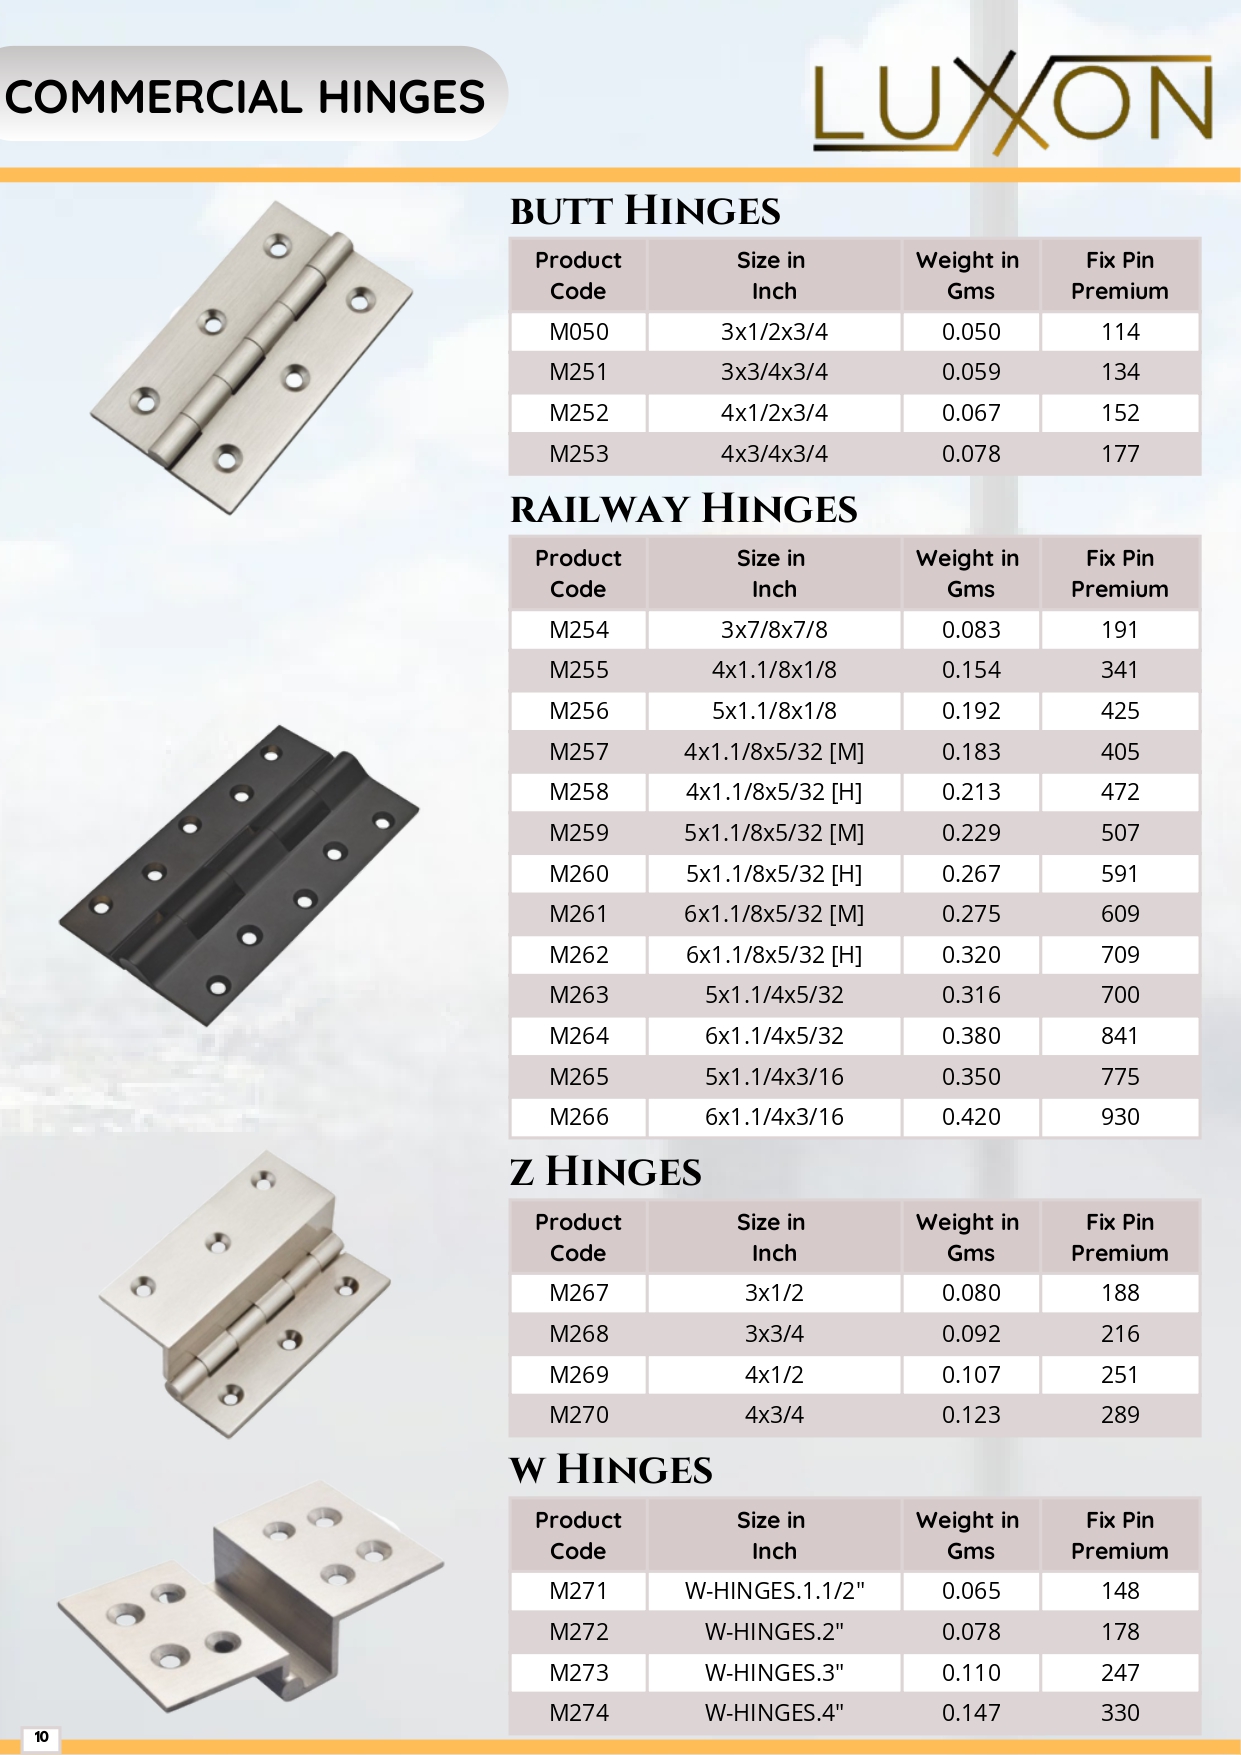 COMMERCIAL HINGES
LUXXON
BUTT HINGES
Product Code Size in Inch Weight in Gms Fix Pin Premium
M050 3x1/2x3/4 0.050 114
M251 3x3/4x3/4 0.059 134
M252 4x1/2x3/4 0.067 152
M253 4x3/4x3/4 0.078 177
RAILWAY HINGES
Product Code Size in Inch Weight in Gms Fix Pin Premium
M254 3x7/8x7/8 0.083 191
M255 4x1.1/8x1/8 0.154 341
M256 5x1.1/8x1/8 0.192 425
M257 4x1.1/8x5/32 [M] 0.183 405
M258 4x1.1/8x5/32 [H] 0.213 472
M259 5x1.1/8x5/32 [M] 0.229 507
M260 5x1.1/8x5/32 [H] 0.267 591
M261 6x1.1/8x5/32 [M] 0.275 609
M262 6x1.1/8x5/32 [H] 0.320 709
M263 5x1.1/4x5/32 0.316 700
M264 6x1.1/4x5/32 0.380 841
M265 5x1.1/4x3/16 0.350 775
M266 6x1.1/4x3/16 0.420 930
Z HINGES
Product Code Size in Inch Weight in Gms Fix Pin Premium
M267 3x1/2 0.080 188
M268 3x3/4 0.092 216
M269 4x1/2 0.107 251
M270 4x3/4 0.123 289
W HINGES
Product Code Size in Inch Weight in Gms Fix Pin Premium
M271 W-HINGES.1.1/2" 0.065 148
M272 W-HINGES.2" 0.078 178
M273 W-HINGES.3" 0.110 247
M274 W-HINGES.4" 0.147 330
10